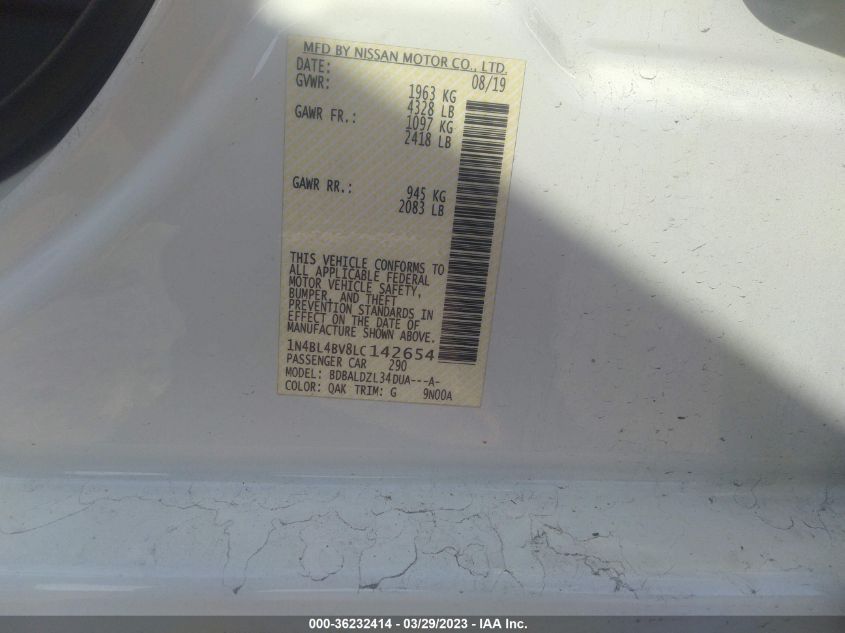 MFD BY NISSAN MOTOR CO., LTD.
DATE: 08/19
GVWR: 1963 KG
4328 LB
GAWR FR.: 1097 KG
2418 LB
GAWR RR.: 945 KG
2083 LB
THIS VEHICLE CONFORMS TO
ALL APPLICABLE FEDERAL
MOTOR VEHICLE SAFETY,
BUMPER, AND THEFT
PREVENTION STANDARDS IN
EFFECT ON THE DATE OF
MANUFACTURE SHOWN ABOVE.
1N4BL4BV8LC142654
PASSENGER CAR 290
MODEL: BDBALDZL34DUA---A-
COLOR: QAK TRIM: G 9N00A
000-36232414 - 03/29/2023 - IAA Inc.